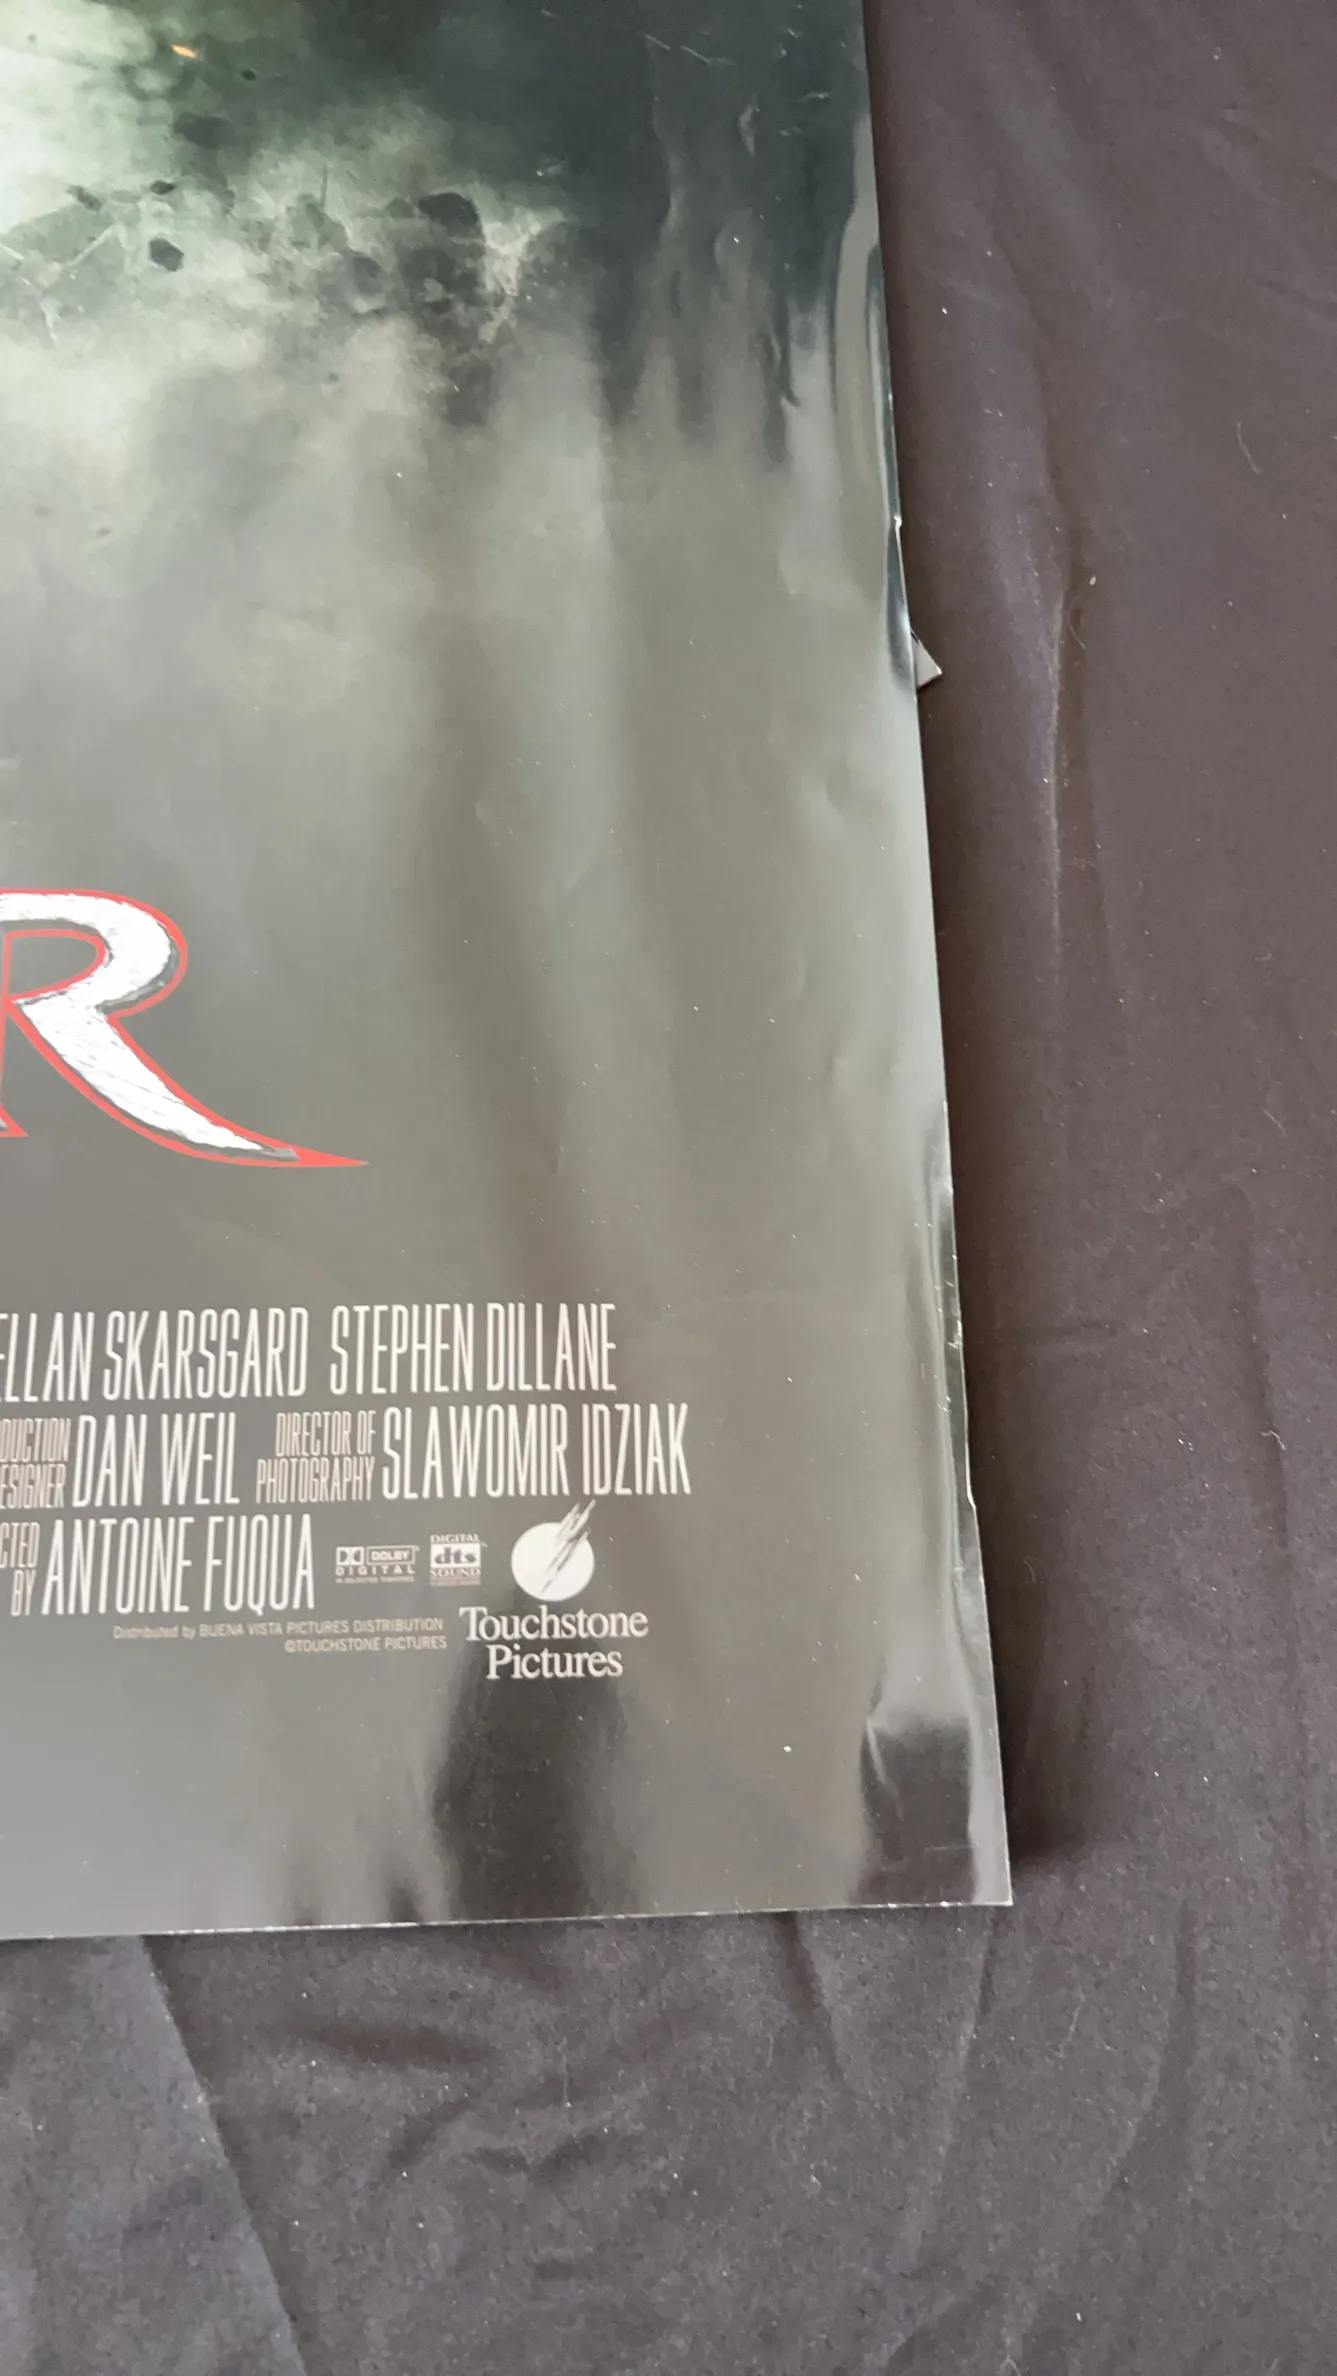 R
ELLAN SKARSGARD STEPHEN DILLANE
DUCTION
ESIGNER DAN WEIL DIRECTOR OF
PHOTOGRAPHY SLAWOMIR IDZIAK
CTED
BY ANTOINE FUQUA
DOLBY
DIGITAL
DIGITAL
dts
SOUND
Touchstone
Pictures
Distributed by BUENA VISTA PICTURES DISTRIBUTION
©TOUCHSTONE PICTURES